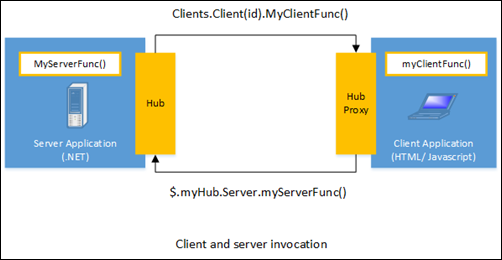 Clients.Client(id).MyClientFunc()
MyServerFunc()
Hub
Server Application
(.NET)
Hub
Proxy
myClientFunc()
Client Application
(HTML/ Javascript)
$.myHub.Server.myServerFunc()
Client and server invocation